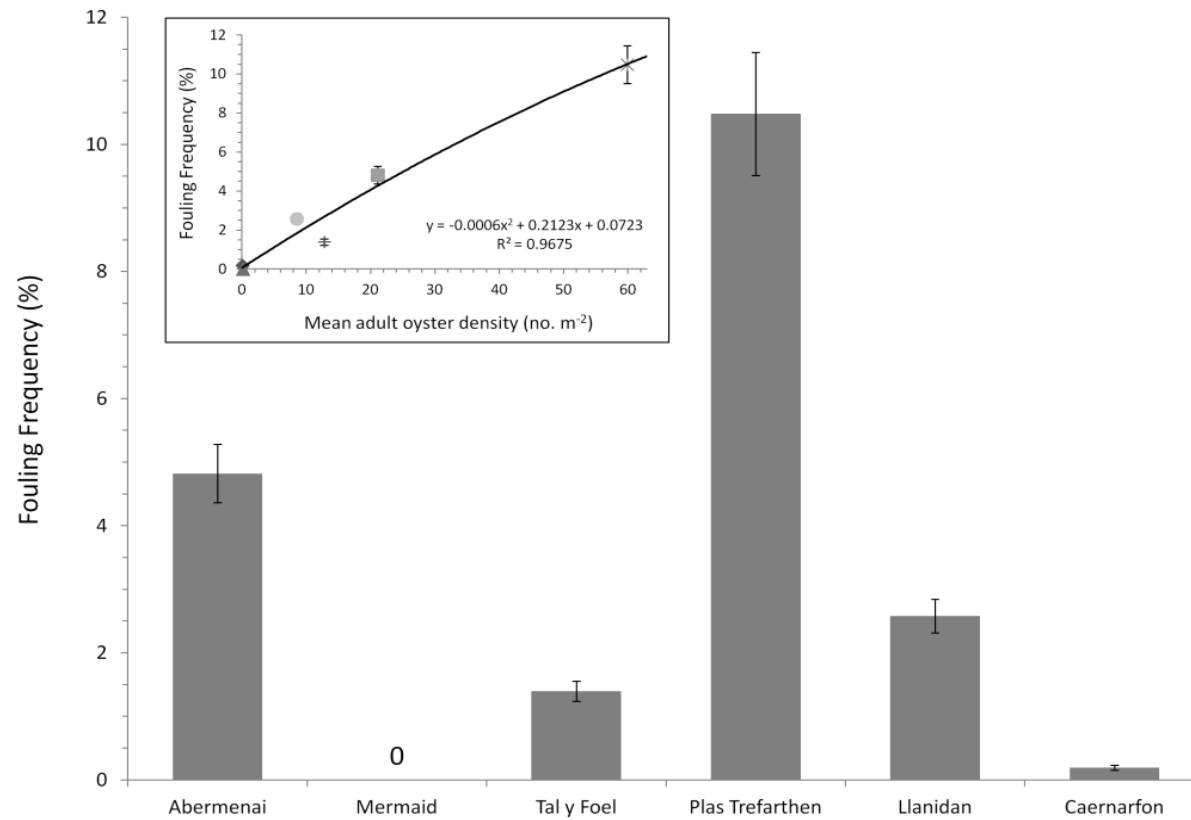 Fouling Frequency (%)
12
10
8
6
4
2
0
Fouling Frequency (%)
12
10
8
6
4
2
0
y = -0.0006x² + 0.2123x + 0.0723
R² = 0.9675
0 10 20 30 40 50 60
Mean adult oyster density (no. m⁻²)
0
Abermenai Mermaid Tal y Foel Plas Trefarthen Llanidan Caernarfon